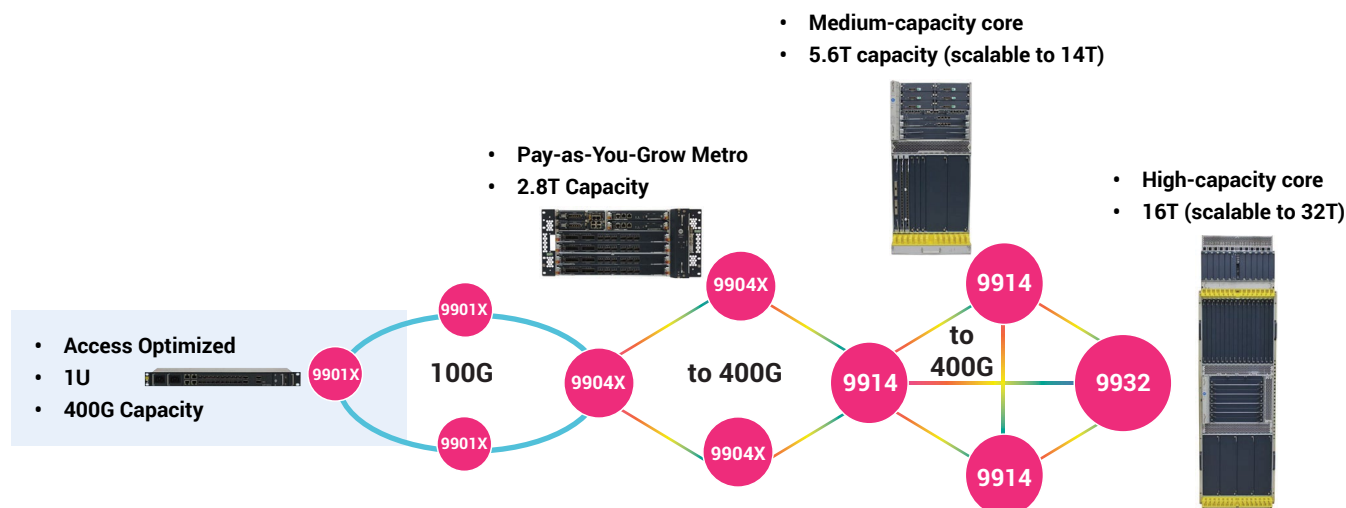 • Medium-capacity core
• 5.6T capacity (scalable to 14T)
• Pay-as-You-Grow Metro
• 2.8T Capacity
• High-capacity core
• 16T (scalable to 32T)
• Access Optimized
• 1U
• 400G Capacity
9901X
9901X
100G
9901X
9904X
9904X
to 400G
9904X
9914
9914
to
400G
9914
9932